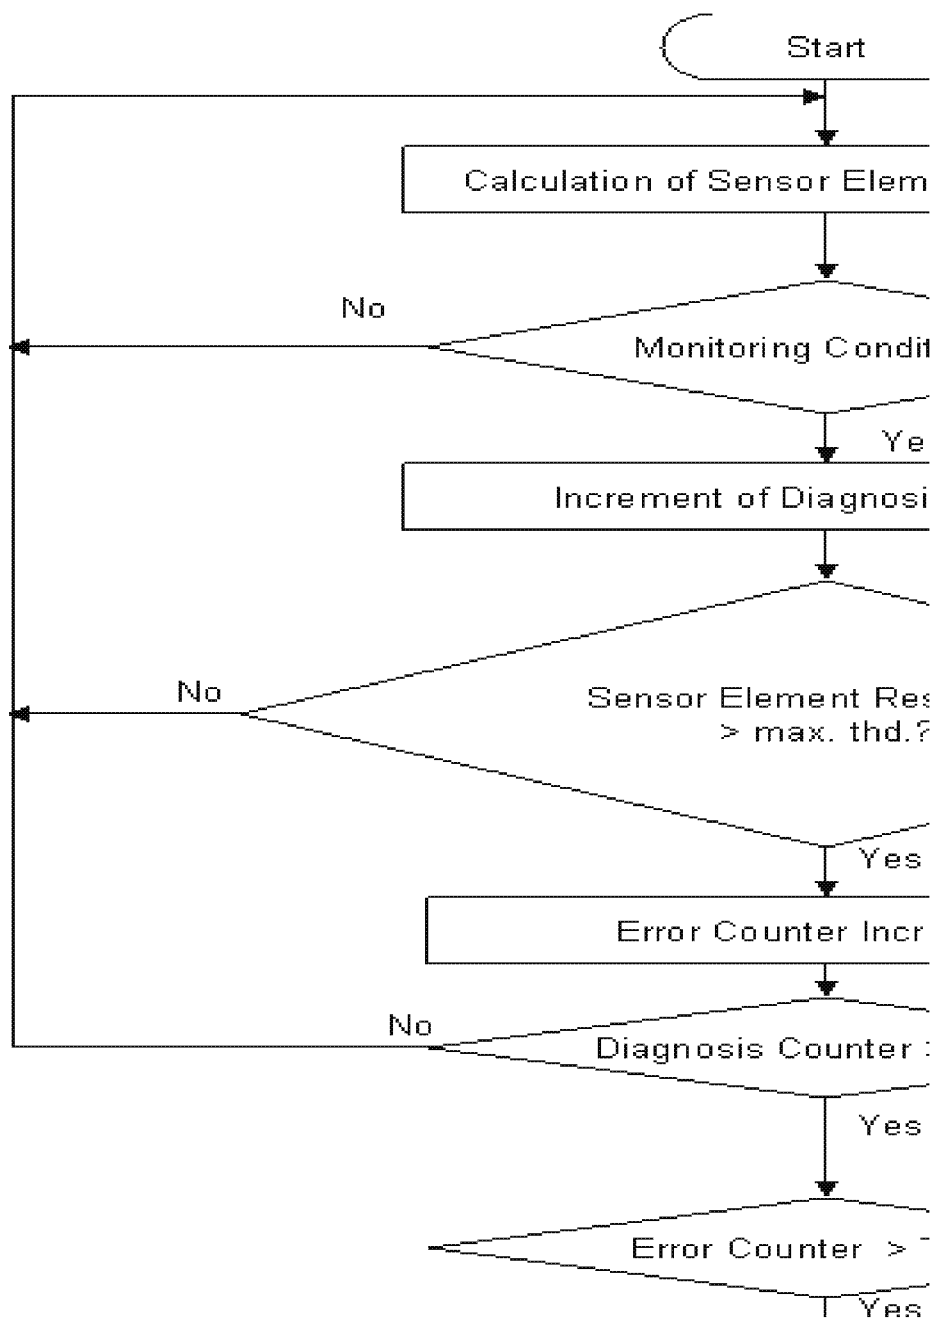 Start
Calculation of Sensor Elem
No
Monitoring Condit
Ye
Increment of Diagnosi
No
Sensor Element Res
> max. thd.?
Yes
Error Counter Incr
No
Diagnosis Counter
Yes
Error Counter >
Yes